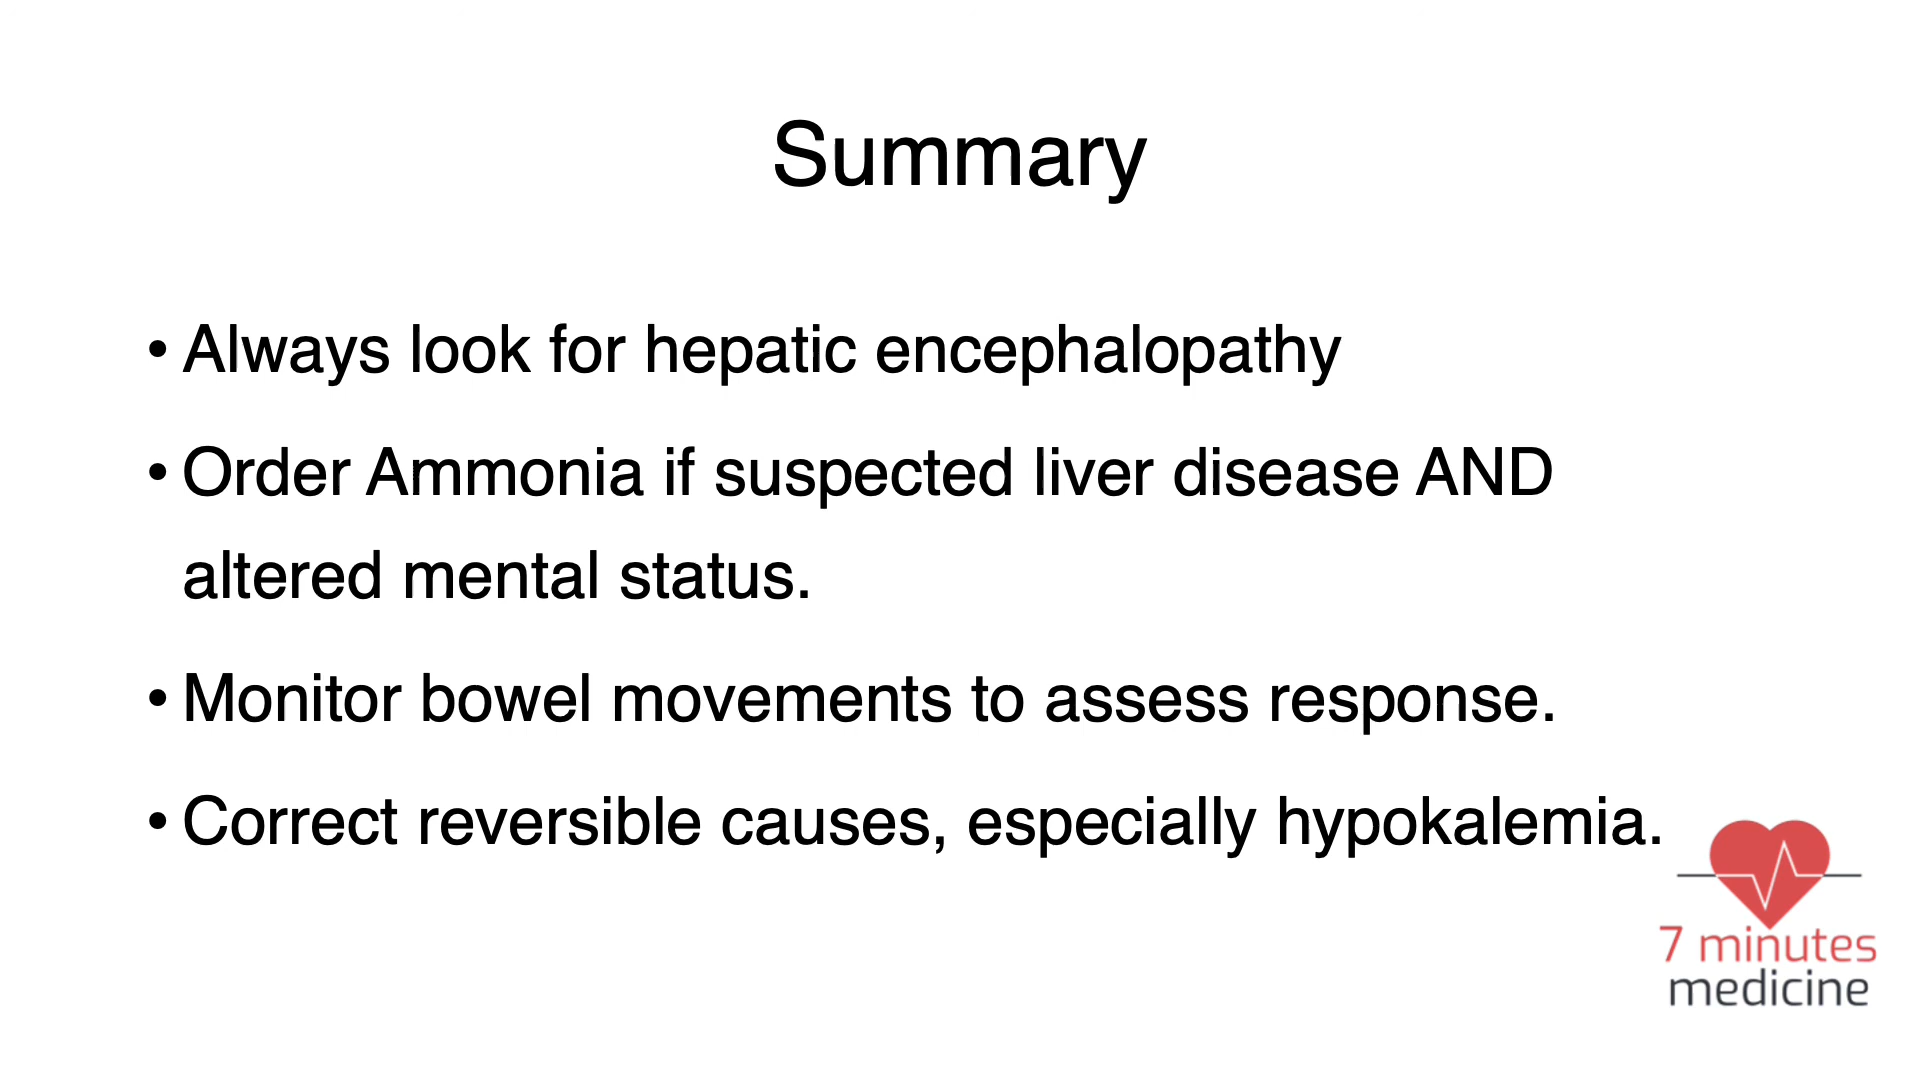 Summary
• Always look for hepatic encephalopathy
• Order Ammonia if suspected liver disease AND
altered mental status.
• Monitor bowel movements to assess response.
• Correct reversible causes, especially hypokalemia.
7 minutes
medicine